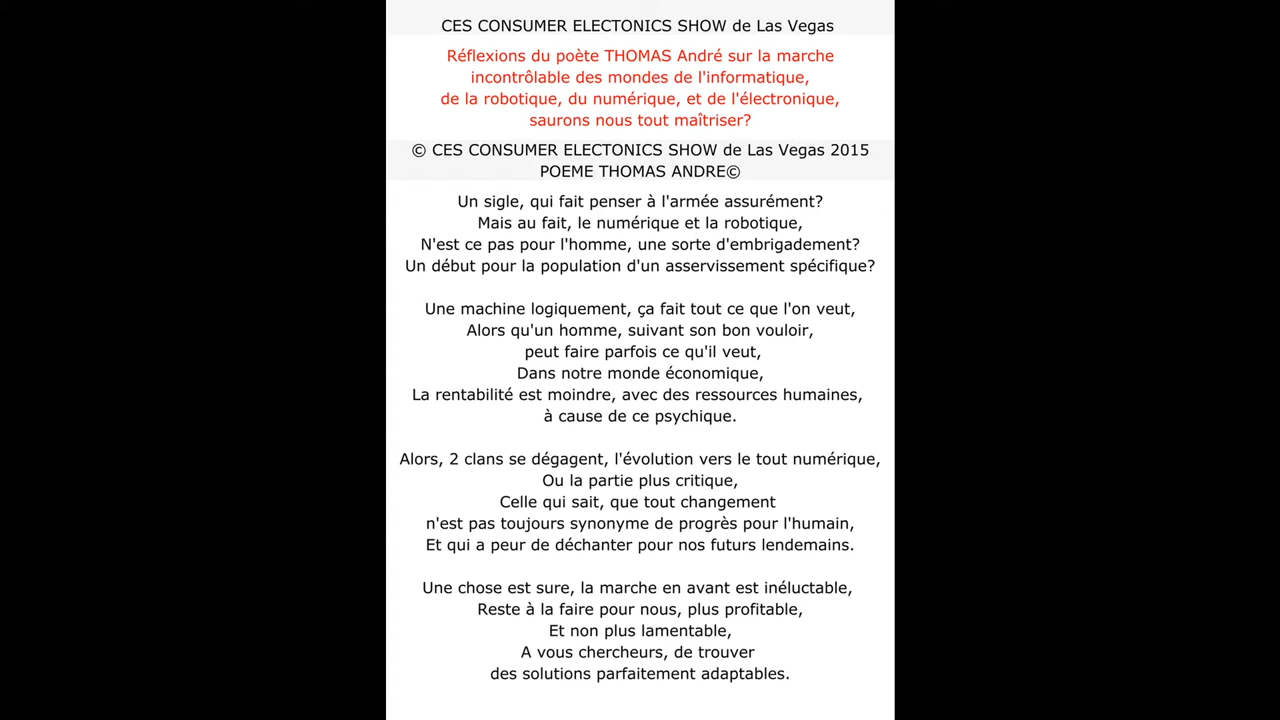 CES CONSUMER ELECTONICS SHOW de Las Vegas
Réflexions du poète THOMAS André sur la marche
incontrôlable des mondes de l'informatique,
de la robotique, du numérique, et de l'électronique,
saurons nous tout maîtriser?
© CES CONSUMER ELECTONICS SHOW de Las Vegas 2015
POEME THOMAS ANDRE©
Un sigle, qui fait penser à l'armée assurément?
Mais au fait, le numérique et la robotique,
N'est ce pas pour l'homme, une sorte d'embrigadement?
Un début pour la population d'un asservissement spécifique?
Une machine logiquement, ça fait tout ce que l'on veut,
Alors qu'un homme, suivant son bon vouloir,
peut faire parfois ce qu'il veut,
Dans notre monde économique,
La rentabilité est moindre, avec des ressources humaines,
à cause de ce psychique.
Alors, 2 clans se dégagent, l'évolution vers le tout numérique,
Ou la partie plus critique,
Celle qui sait, que tout changement
n'est pas toujours synonyme de progrès pour l'humain,
Et qui a peur de déchanter pour nos futurs lendemains.
Une chose est sure, la marche en avant est inéluctable,
Reste à la faire pour nous, plus profitable,
Et non plus lamentable,
A vous chercheurs, de trouver
des solutions parfaitement adaptables.